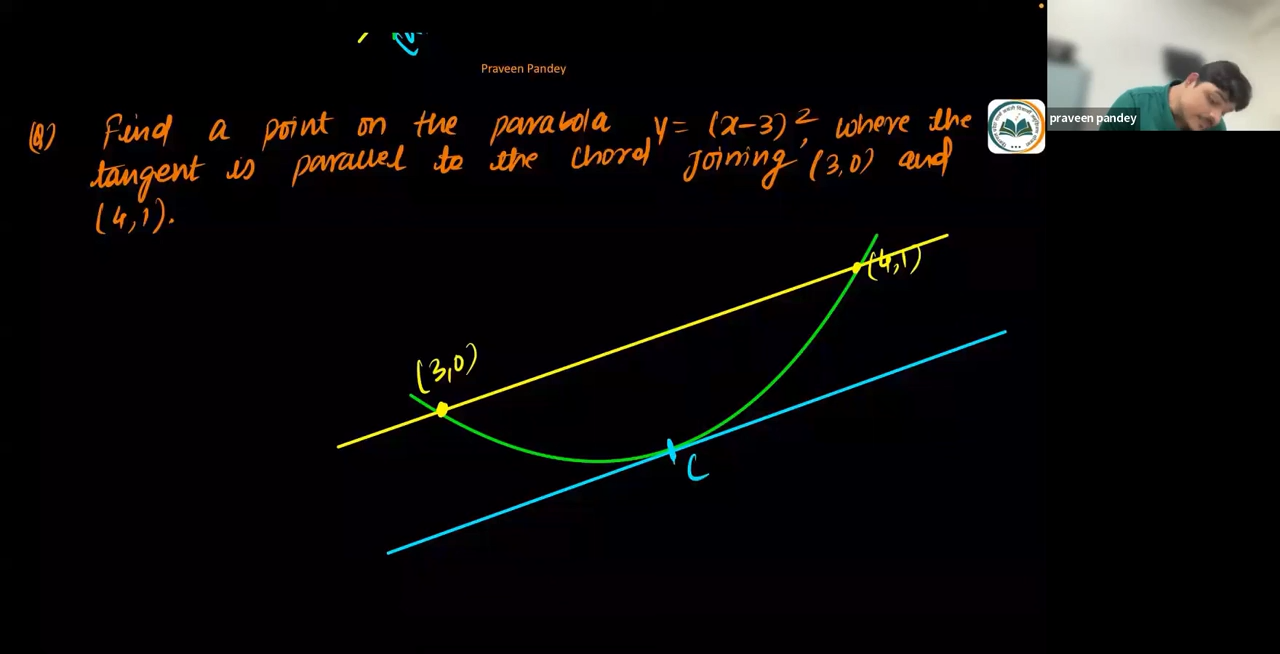 Praveen Pandey
praveen pandey
(Q) Find a point on the parabola y = (x-3)², where the
tangent is parallel to the chord joining (3,0) and
(4,1).
(4,1)
(3,0)
C